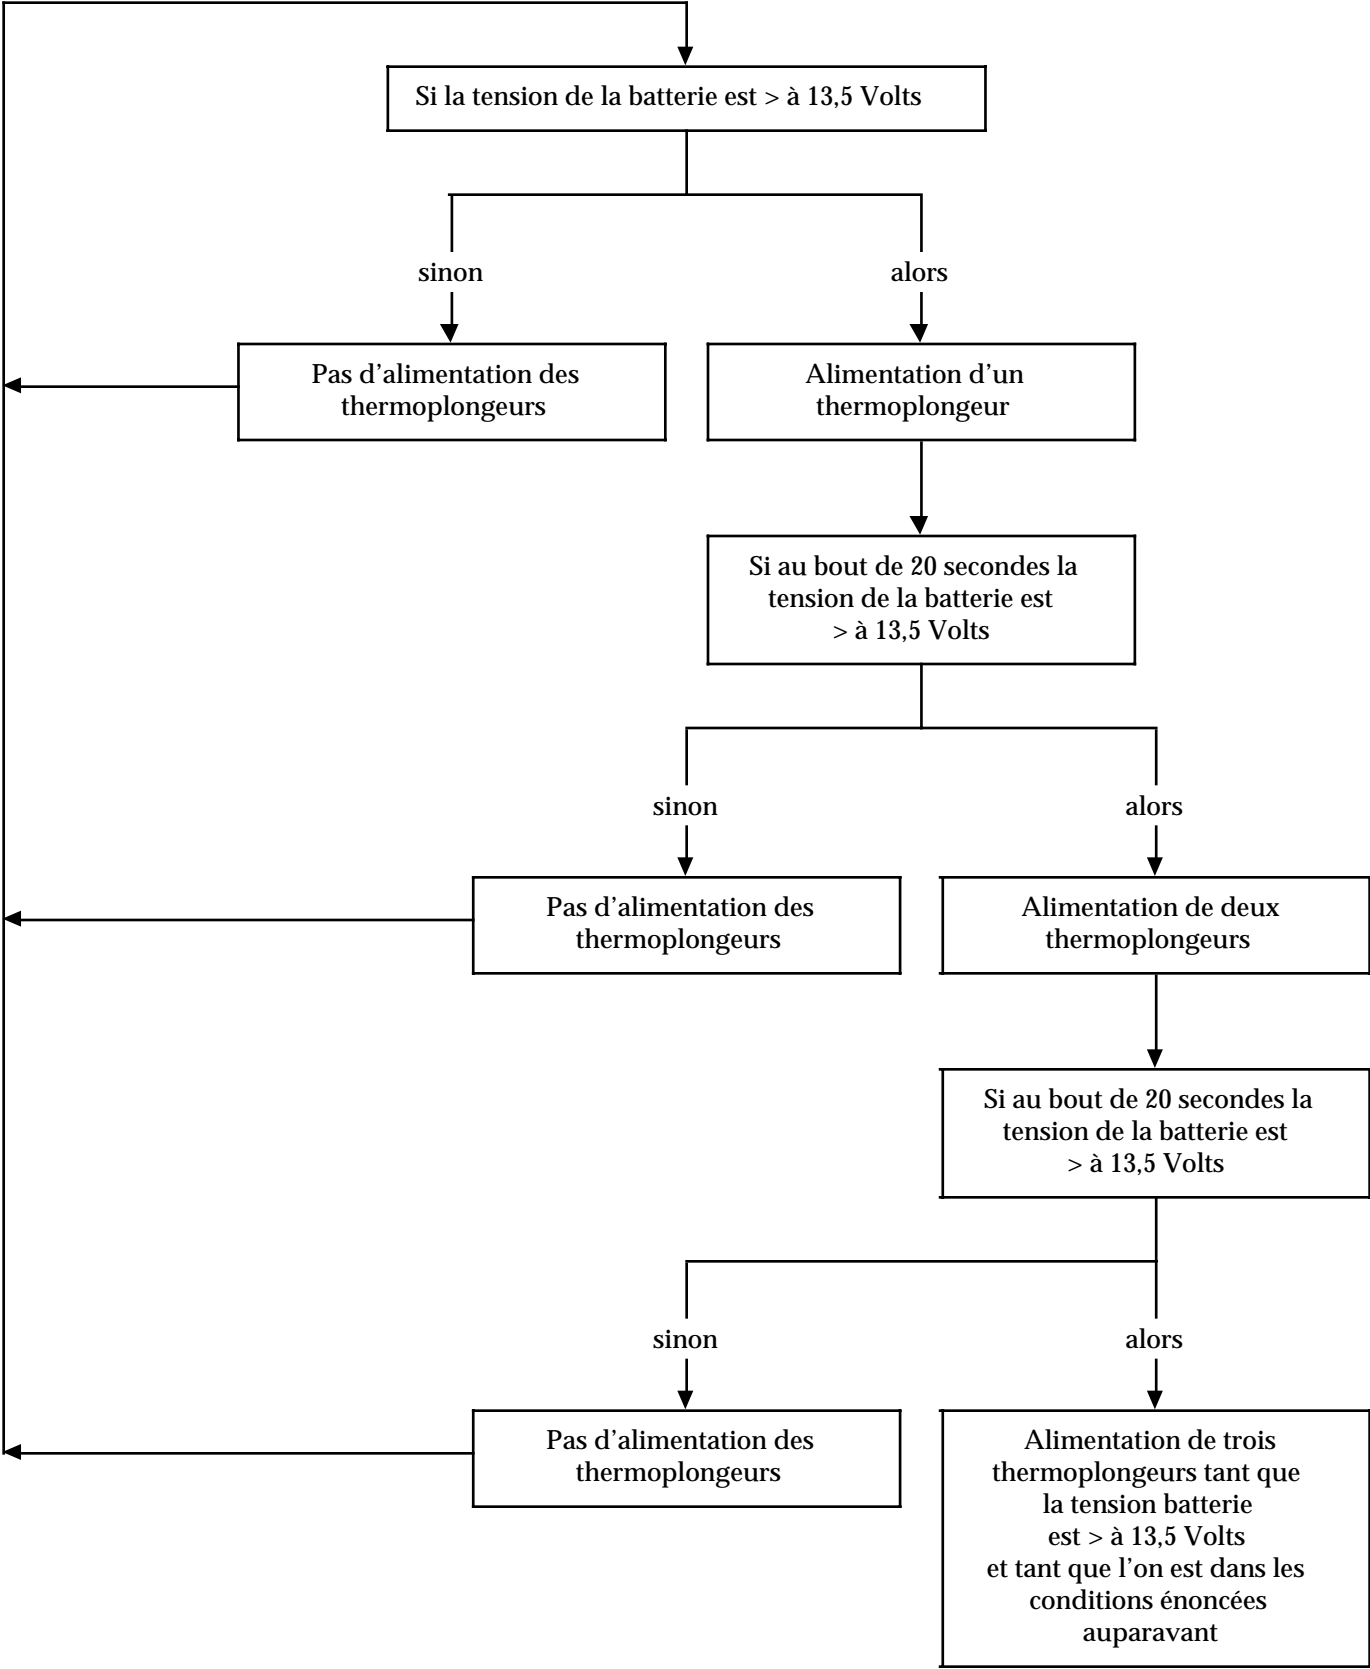 Si la tension de la batterie est > à 13,5 Volts
sinon
alors
Pas d'alimentation des
thermoplongeurs
Alimentation d'un
thermoplongeur
Si au bout de 20 secondes la
tension de la batterie est
> à 13,5 Volts
sinon
alors
Pas d'alimentation des
thermoplongeurs
Alimentation de deux
thermoplongeurs
Si au bout de 20 secondes la
tension de la batterie est
> à 13,5 Volts
sinon
alors
Pas d'alimentation des
thermoplongeurs
Alimentation de trois
thermoplongeurs tant que
la tension batterie
est > à 13,5 Volts
et tant que l'on est dans les
conditions énoncées
auparavant